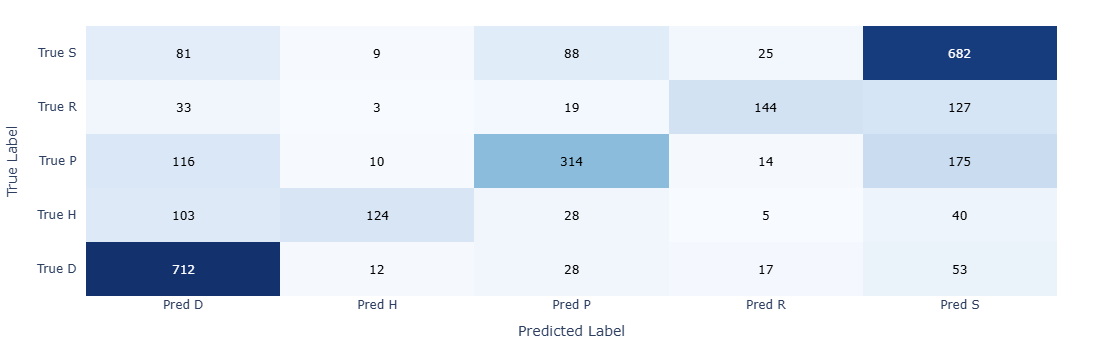 True S 81 9 88 25 682
True R 33 3 19 144 127
True P 116 10 314 14 175
True H 103 124 28 5 40
True D 712 12 28 17 53
Pred D Pred H Pred P Pred R Pred S
Predicted Label
True Label